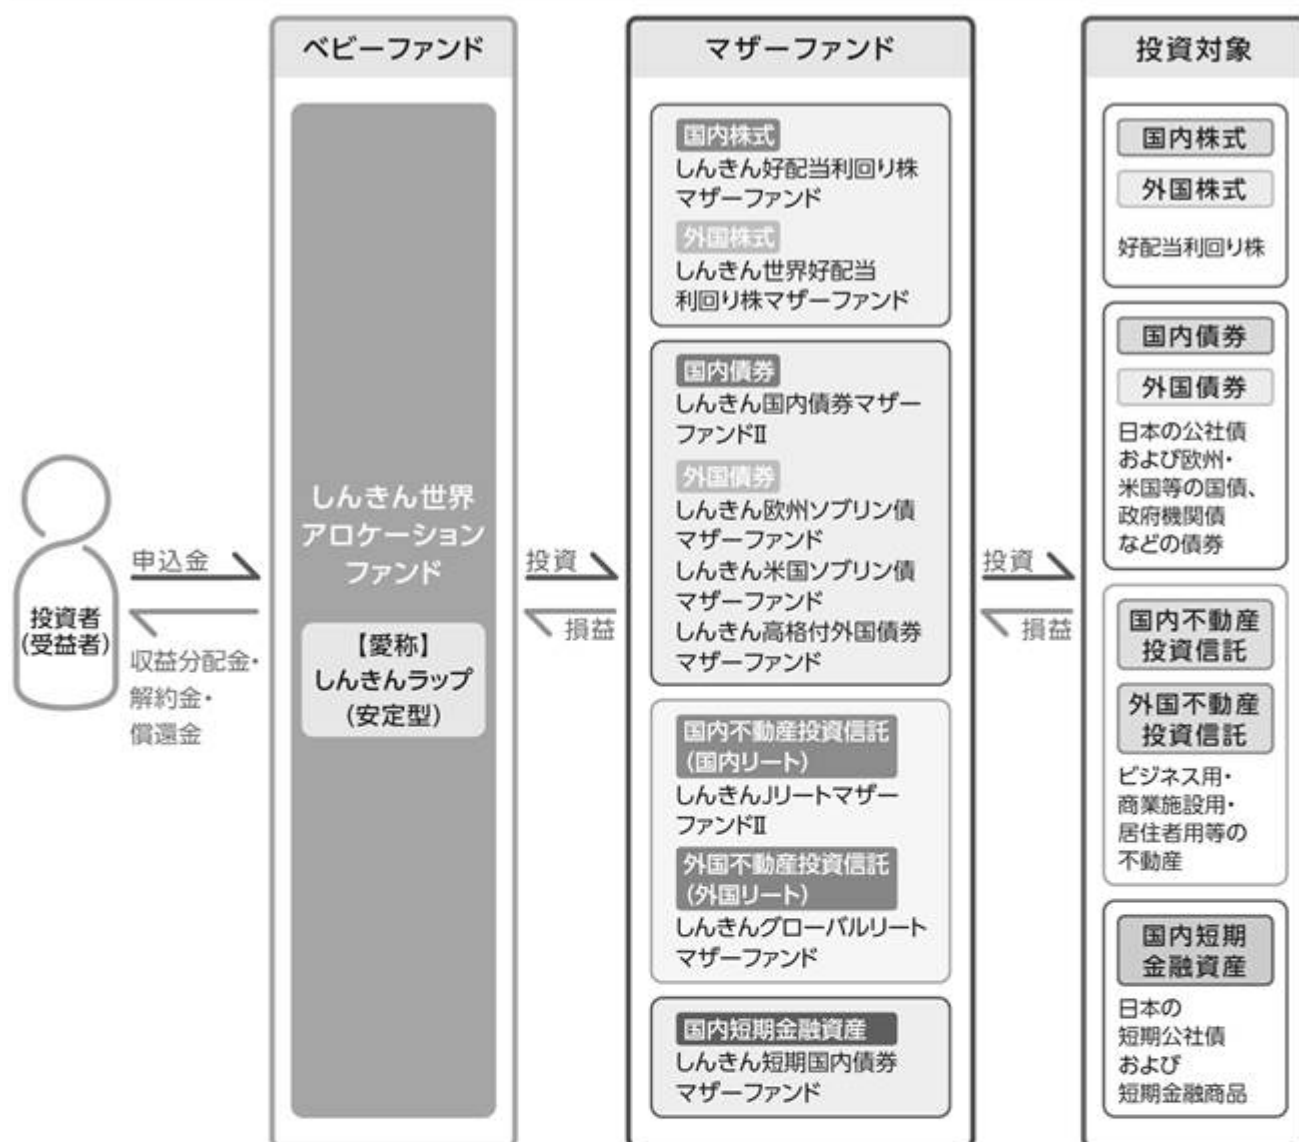 ベビーファンド
マザーファンド
投資対象
投資者
(受益者)
申込金
収益分配金・
解約金・
償還金
しんきん世界
アロケーション
ファンド
【愛称】
しんきんラップ
(安定型)
投資
損益
国内株式
しんきん好配当利回り株
マザーファンド
外国株式
しんきん世界好配当
利回り株マザーファンド
国内債券
しんきん国内債券マザー
ファンドⅡ
外国債券
しんきん欧州ソブリン債
マザーファンド
しんきん米国ソブリン債
マザーファンド
しんきん高格付外国債券
マザーファンド
国内不動産投資信託
(国内リート)
しんきんJリートマザー
ファンドⅡ
外国不動産投資信託
(外国リート)
しんきんグローバルリート
マザーファンド
国内短期金融資産
しんきん短期国内債券
マザーファンド
投資
損益
国内株式
外国株式
好配当利回り株
国内債券
外国債券
日本の公社債
および欧州・
米国等の国債、
政府機関債
などの債券
国内不動産
投資信託
外国不動産
投資信託
ビジネス用・
商業施設用・
居住者用等の
不動産
国内短期
金融資産
日本の
短期公社債
および
短期金融商品